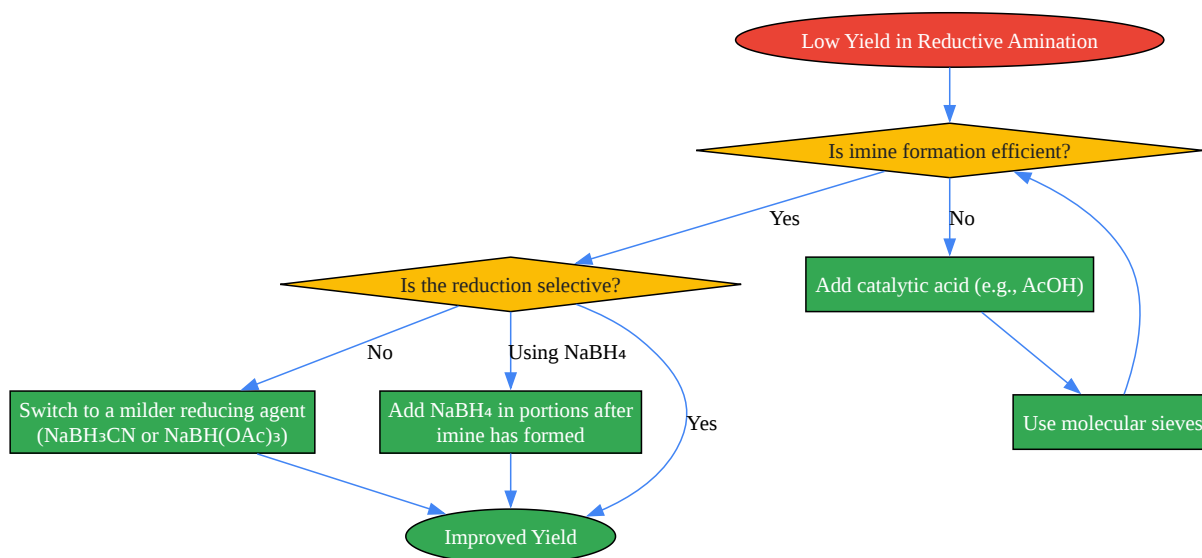 Low Yield in Reductive Amination
Is imine formation efficient?
Yes
No
Is the reduction selective?
Add catalytic acid (e.g., AcOH)
No
Using NaBH₄
Yes
Switch to a milder reducing agent
(NaBH₃CN or NaBH(OAc)₃)
Add NaBH₄ in portions after
imine has formed
Use molecular sieves
Improved Yield